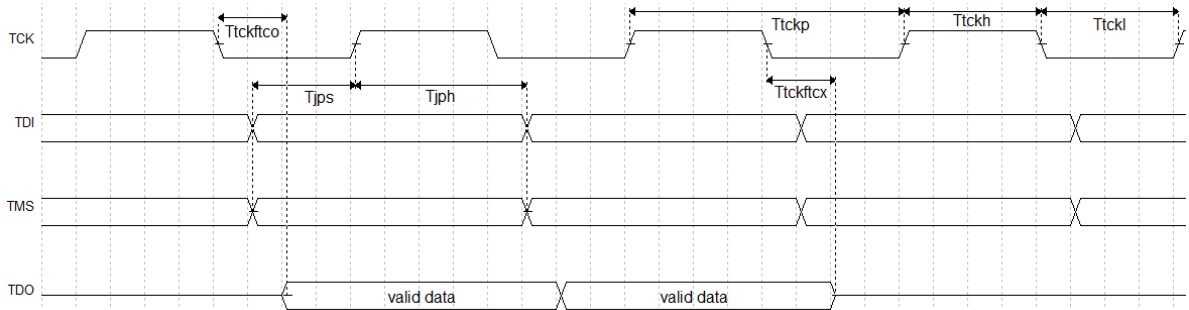 TCK
Ttckftco
Ttckp
Ttckh
Ttckl
Tjps
Tjph
Ttckftcx
TDI
TMS
TDO
valid data
valid data